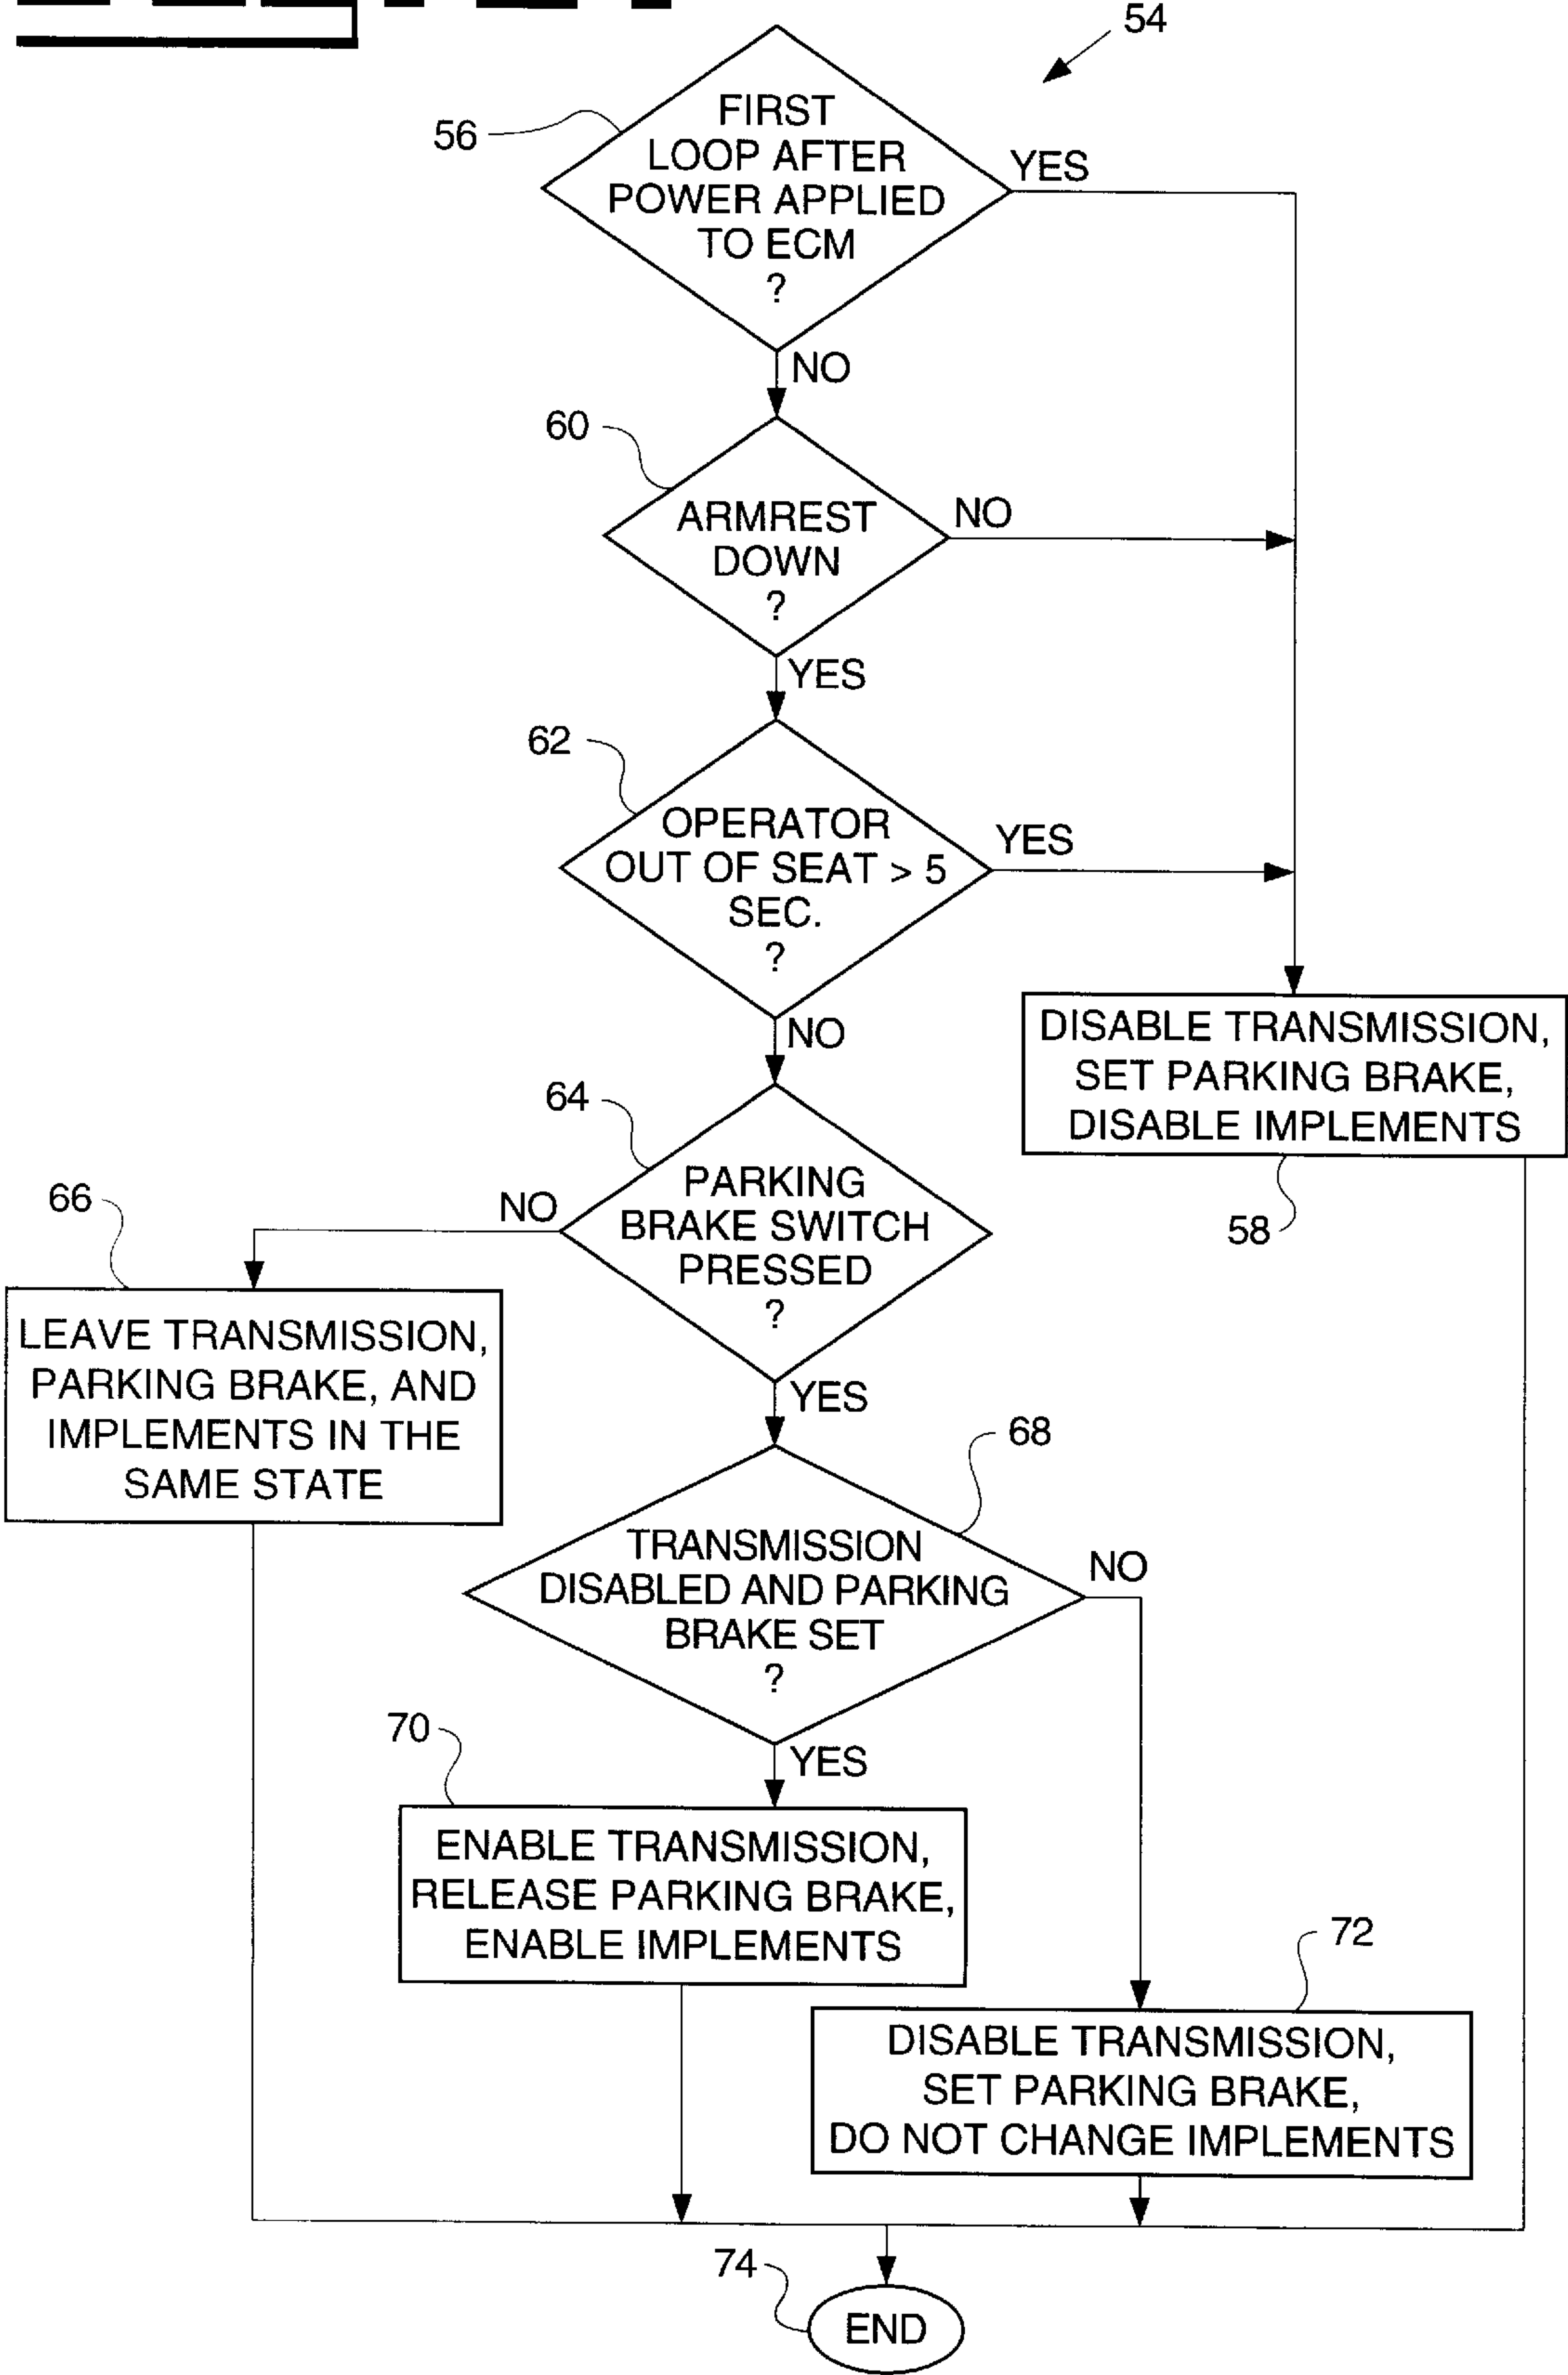 54
56
FIRST
LOOP AFTER
POWER APPLIED
TO ECM
?
YES
NO
60
ARMREST
DOWN
?
NO
YES
62
OPERATOR
OUT OF SEAT > 5
SEC.
?
YES
NO
DISABLE TRANSMISSION,
SET PARKING BRAKE,
DISABLE IMPLEMENTS
58
64
PARKING
BRAKE SWITCH
PRESSED
?
NO
66
LEAVE TRANSMISSION,
PARKING BRAKE, AND
IMPLEMENTS IN THE
SAME STATE
YES
68
TRANSMISSION
DISABLED AND PARKING
BRAKE SET
?
NO
YES
70
ENABLE TRANSMISSION,
RELEASE PARKING BRAKE,
ENABLE IMPLEMENTS
72
DISABLE TRANSMISSION,
SET PARKING BRAKE,
DO NOT CHANGE IMPLEMENTS
74
END